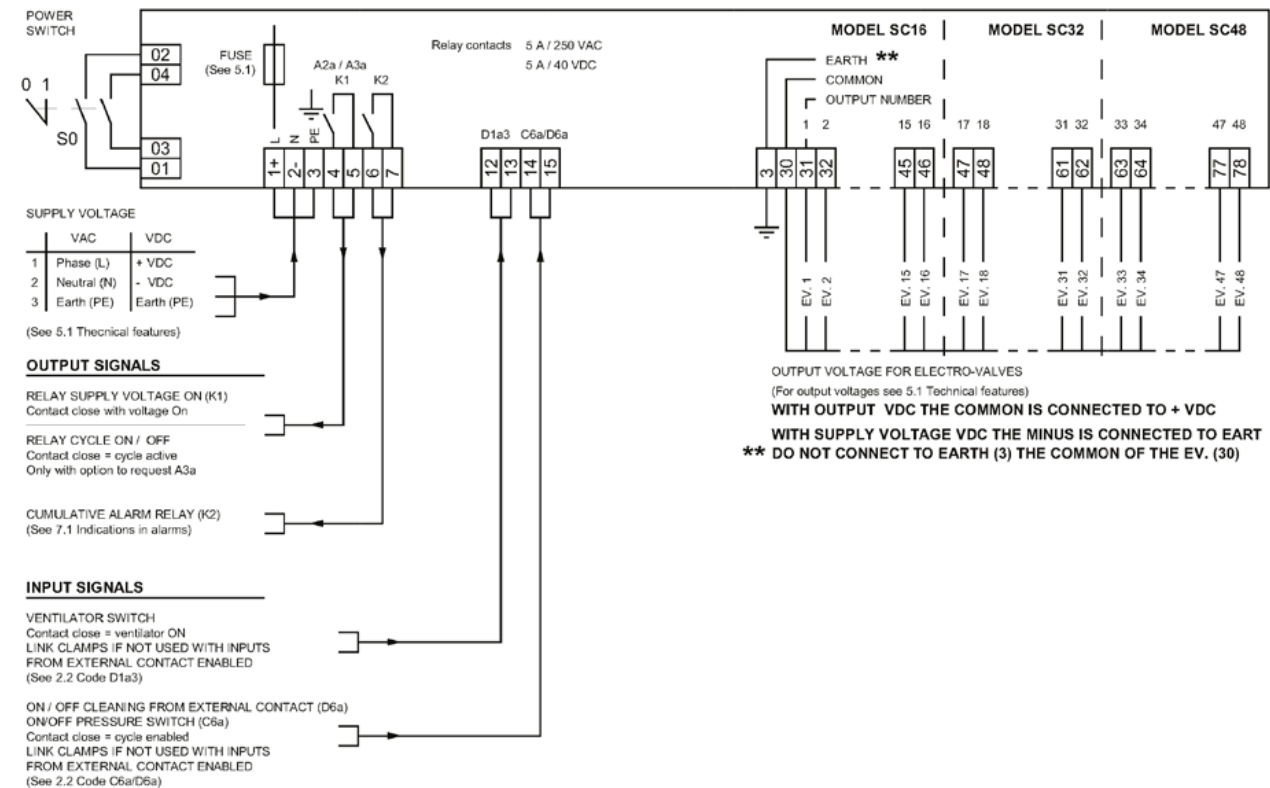 POWER
SWITCH
0 1
S0
02
04
03
01
FUSE
(See 5.1)
L
N
PE
A2a / A3a
K1
K2
Relay contacts 5 A / 250 VAC
5 A / 40 VDC
D1a3 C6a/D6a
1+
2-
3
4
5
6
7
12
13
14
15
MODEL SC16
MODEL SC32
MODEL SC48
EARTH **
COMMON
OUTPUT NUMBER
1 2 15 16 17 18 31 32 33 34 47 48
3 30 31 32 45 46 47 48 61 62 63 64 77 78
EV. 1 EV. 2 EV. 15 EV. 16 EV. 17 EV. 18 EV. 31 EV. 32 EV. 33 EV. 34 EV. 47 EV. 48
OUTPUT VOLTAGE FOR ELECTRO-VALVES
(For output voltages see 5.1 Technical features)
WITH OUTPUT VDC THE COMMON IS CONNECTED TO + VDC
WITH SUPPLY VOLTAGE VDC THE MINUS IS CONNECTED TO EART
** DO NOT CONNECT TO EARTH (3) THE COMMON OF THE EV. (30)
SUPPLY VOLTAGE
VAC VDC
1 Phase (L) + VDC
2 Neutral (N) - VDC
3 Earth (PE) Earth (PE)
(See 5.1 Thecnical features)
OUTPUT SIGNALS
RELAY SUPPLY VOLTAGE ON (K1)
Contact close with voltage On
RELAY CYCLE ON / OFF
Contact close = cycle active
Only with option to request A3a
CUMULATIVE ALARM RELAY (K2)
(See 7.1 Indications in alarms)
INPUT SIGNALS
VENTILATOR SWITCH
Contact close = ventilator ON
LINK CLAMPS IF NOT USED WITH INPUTS
FROM EXTERNAL CONTACT ENABLED
(See 2.2 Code D1a3)
ON / OFF CLEANING FROM EXTERNAL CONTACT (D6a)
ON/OFF PRESSURE SWITCH (C6a)
Contact close = cycle enabled
LINK CLAMPS IF NOT USED WITH INPUTS
FROM EXTERNAL CONTACT ENABLED
(See 2.2 Code C6a/D6a)